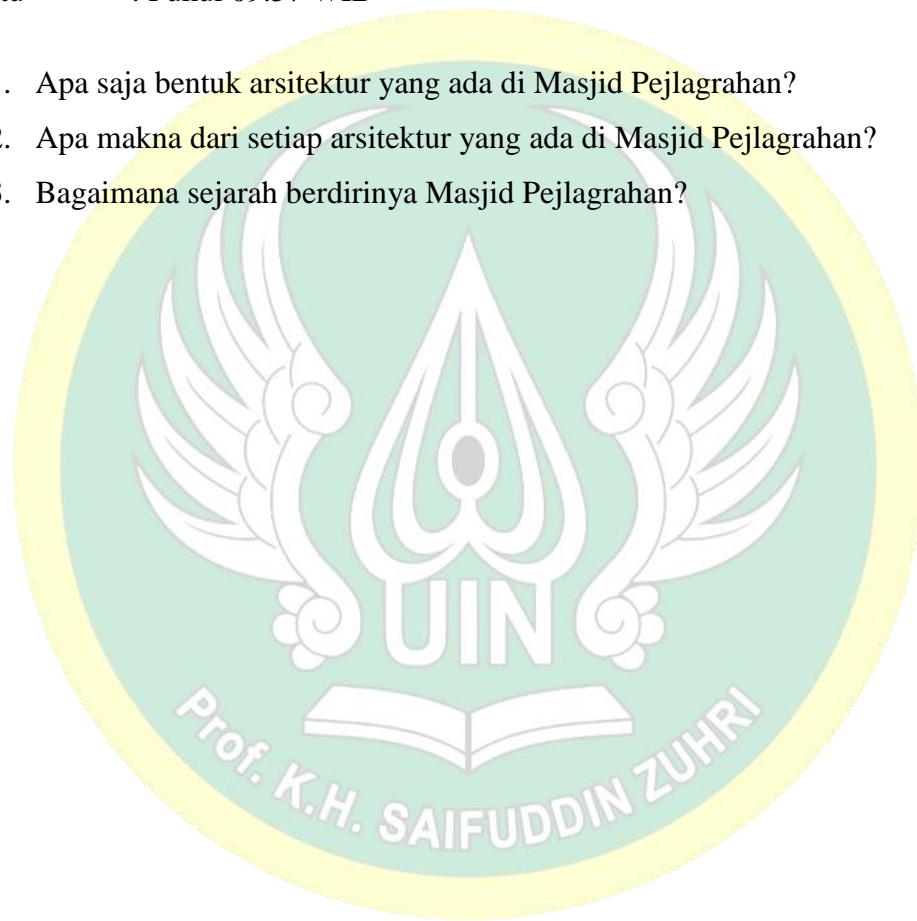 : Pukul 09.37 WIB
1. Apa saja bentuk arsitektur yang ada di Masjid Pejlagrahan?
2. Apa makna dari setiap arsitektur yang ada di Masjid Pejlagrahan?
3. Bagaimana sejarah berdirinya Masjid Pejlagrahan?
UIN
Prof. K.H. SAIFUDDIN ZUHRI